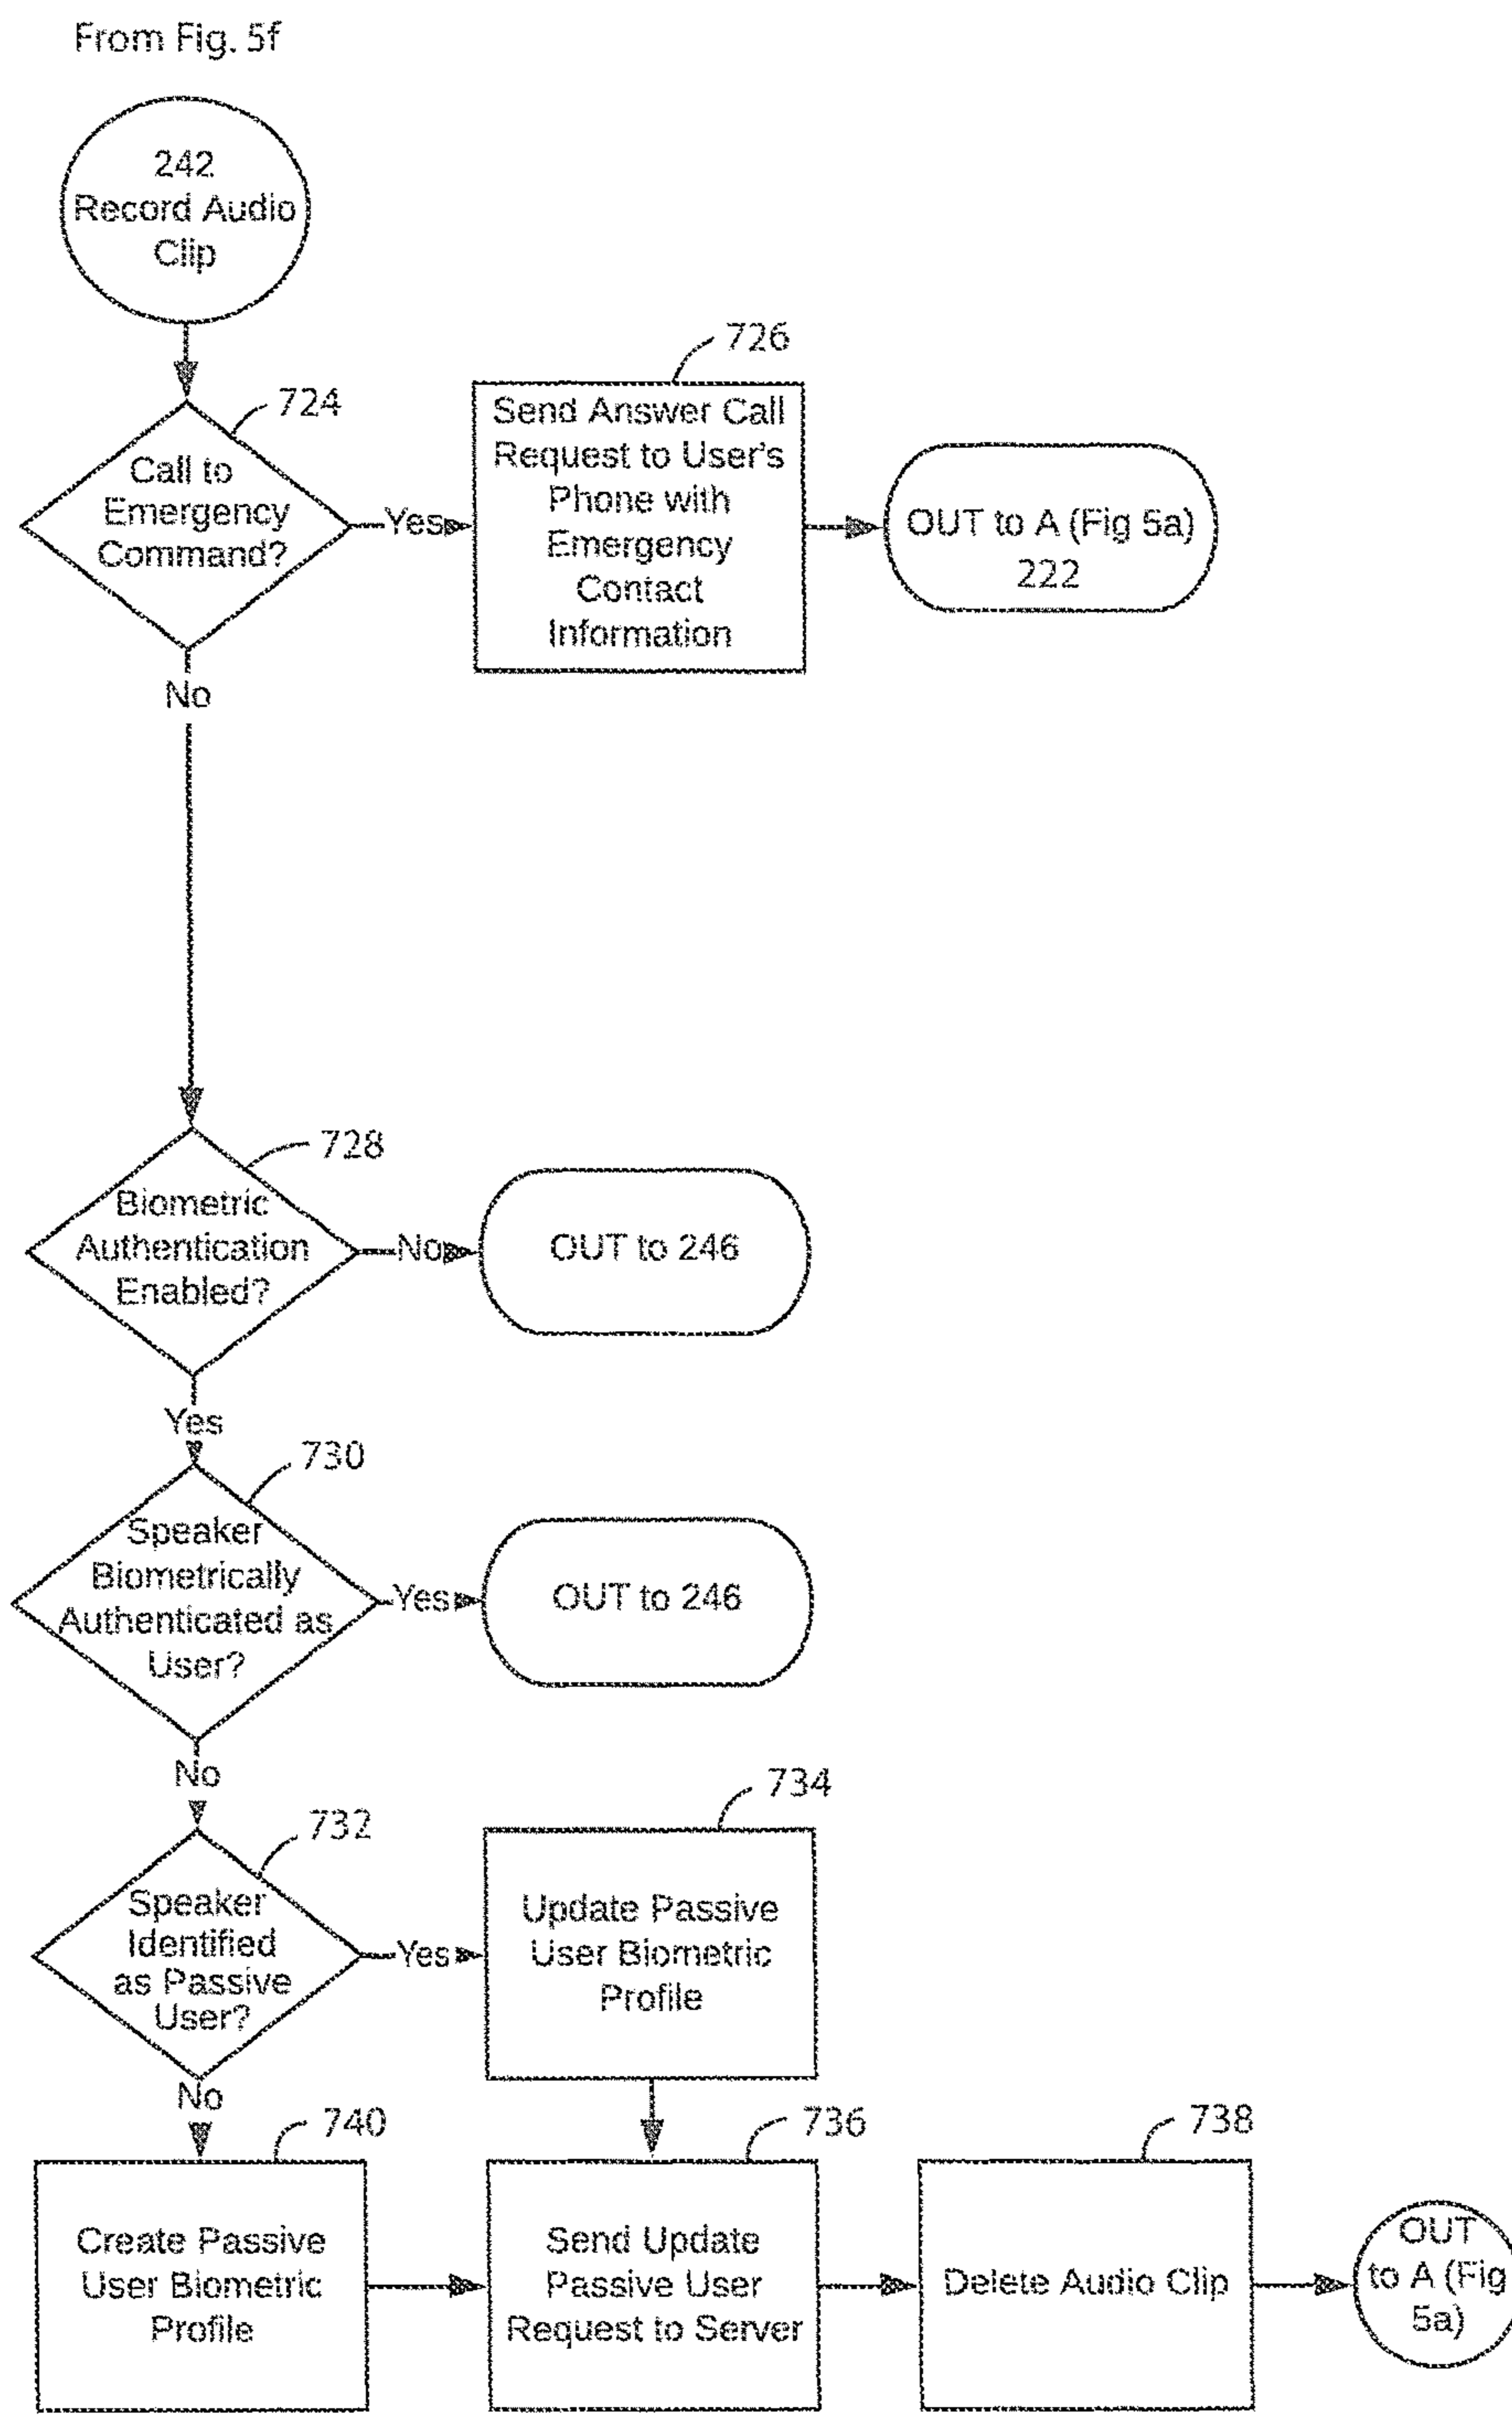 From Fig. 5f
242
Record Audio
Clip
724
Call to
Emergency
Command?
Yes
726
Send Answer Call
Request to User's
Phone with
Emergency
Contact
Information
OUT to A (Fig 5a)
222
No
728
Biometric
Authentication
Enabled?
No
OUT to 246
Yes
730
Speaker
Biometrically
Authenticated as
User?
Yes
OUT to 246
No
732
Speaker
Identified
as Passive
User?
Yes
734
Update Passive
User Biometric
Profile
No
740
Create Passive
User Biometric
Profile
736
Send Update
Passive User
Request to Server
738
Delete Audio Clip
OUT
to A (Fig
5a)